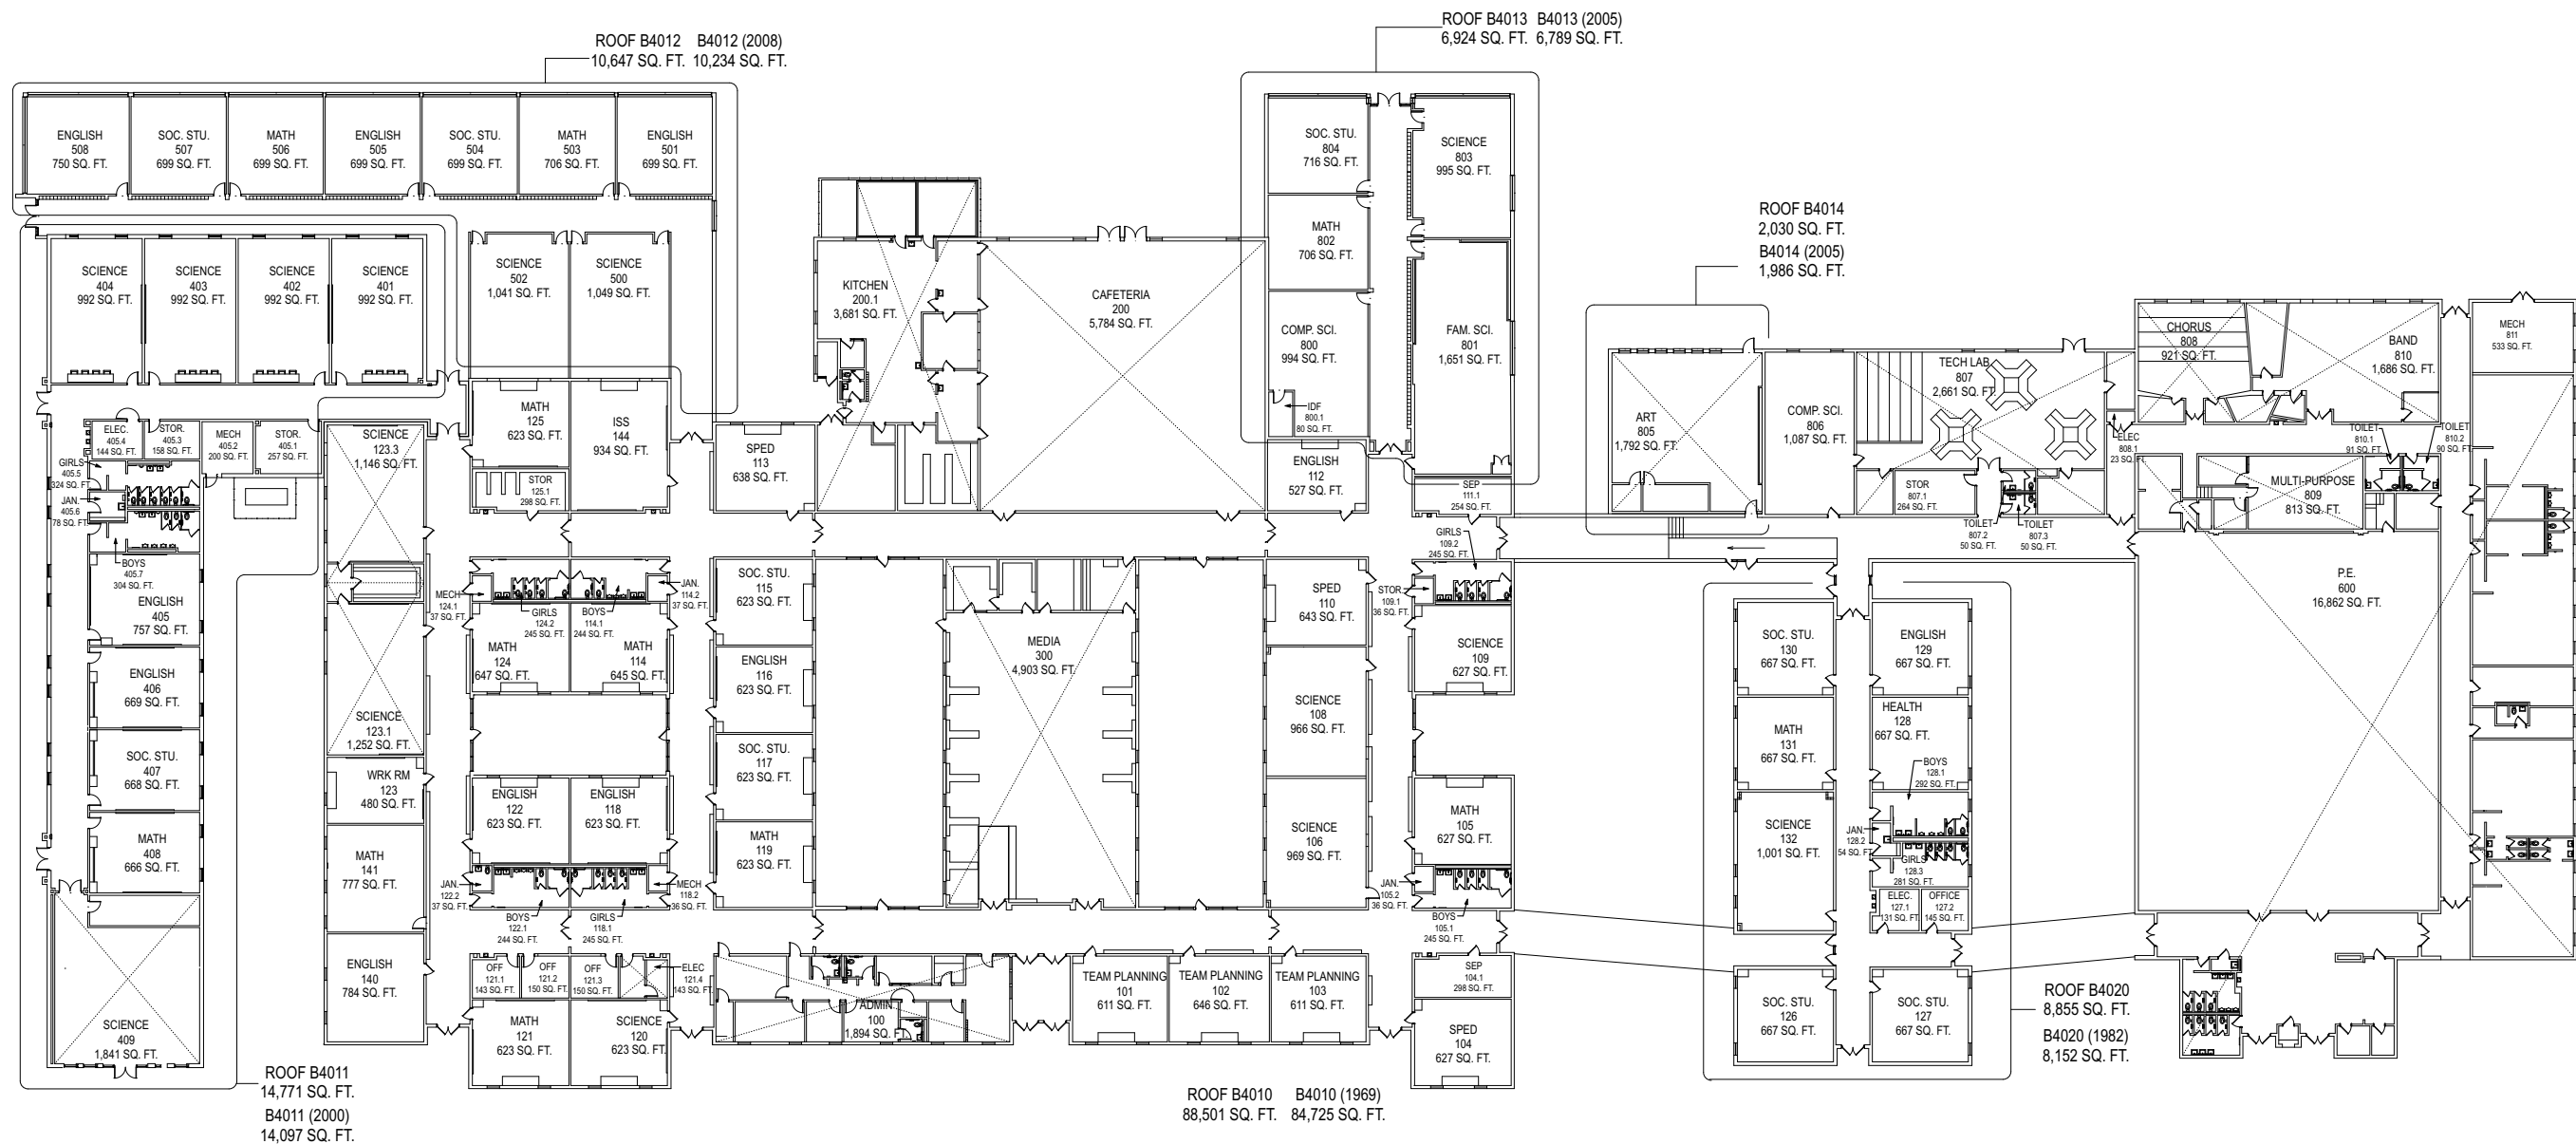 ROOF B4012 B4012 (2008)
10,647 SQ. FT. 10,234 SQ. FT.
ROOF B4013 B4013 (2005)
6,924 SQ. FT. 6,789 SQ. FT.
ENGLISH
508
750 SQ. FT.
SOC. STU.
507
699 SQ. FT.
MATH
506
699 SQ. FT.
ENGLISH
505
699 SQ. FT.
SOC. STU.
504
699 SQ. FT.
MATH
503
706 SQ. FT.
ENGLISH
501
699 SQ. FT.
SOC. STU.
804
716 SQ. FT.
SCIENCE
803
995 SQ. FT.
MATH
802
706 SQ. FT.
ROOF B4014
2,030 SQ. FT.
B4014 (2005)
1,986 SQ. FT.
SCIENCE
404
992 SQ. FT.
SCIENCE
403
992 SQ. FT.
SCIENCE
402
992 SQ. FT.
SCIENCE
401
992 SQ. FT.
SCIENCE
502
1,041 SQ. FT.
SCIENCE
500
1,049 SQ. FT.
KITCHEN
200.1
3,681 SQ. FT.
CAFETERIA
200
5,784 SQ. FT.
COMP. SCI.
800
994 SQ. FT.
FAM. SCI.
801
1,651 SQ. FT.
IDF
800.1
80 SQ. FT.
ART
805
1,792 SQ. FT.
COMP. SCI.
806
1,087 SQ. FT.
TECH LAB
807
2,661 SQ. FT.
CHORUS
808
921 SQ. FT.
BAND
810
1,686 SQ. FT.
MECH
811
533 SQ. FT.
ELEC
808.1
23 SQ. FT.
TOILET
810.1
91 SQ. FT.
TOILET
810.2
90 SQ. FT.
MULTI-PURPOSE
809
813 SQ. FT.
STOR
807.1
264 SQ. FT.
TOILET
807.2
50 SQ. FT.
TOILET
807.3
50 SQ. FT.
ELEC.
405.4
144 SQ. FT.
STOR.
405.3
158 SQ. FT.
MECH
405.2
200 SQ. FT.
STOR.
405.1
257 SQ. FT.
GIRLS
405.5
324 SQ. FT.
JAN.
405.6
78 SQ. FT.
BOYS
405.7
304 SQ. FT.
SCIENCE
123.3
1,146 SQ. FT.
MATH
125
623 SQ. FT.
ISS
144
934 SQ. FT.
STOR
125.1
298 SQ. FT.
SPED
113
638 SQ. FT.
ENGLISH
112
527 SQ. FT.
SEP
111.1
254 SQ. FT.
GIRLS
109.2
245 SQ. FT.
ENGLISH
405
757 SQ. FT.
MECH
124.1
37 SQ. FT.
GIRLS
124.2
245 SQ. FT.
BOYS
114.1
244 SQ. FT.
JAN.
114.2
37 SQ. FT.
SOC. STU.
115
623 SQ. FT.
SPED
110
643 SQ. FT.
STOR.
109.1
36 SQ. FT.
P.E.
600
16,862 SQ. FT.
MATH
124
647 SQ. FT.
MATH
114
645 SQ. FT.
ENGLISH
116
623 SQ. FT.
MEDIA
300
4,903 SQ. FT.
SCIENCE
109
627 SQ. FT.
SOC. STU.
130
667 SQ. FT.
ENGLISH
129
667 SQ. FT.
ENGLISH
406
669 SQ. FT.
SCIENCE
123.1
1,252 SQ. FT.
SCIENCE
108
966 SQ. FT.
MATH
131
667 SQ. FT.
HEALTH
128
667 SQ. FT.
SOC. STU.
407
668 SQ. FT.
WRK RM
123
480 SQ. FT.
ENGLISH
122
623 SQ. FT.
ENGLISH
118
623 SQ. FT.
SOC. STU.
117
623 SQ. FT.
BOYS
128.1
292 SQ. FT.
MATH
408
666 SQ. FT.
MATH
141
777 SQ. FT.
MATH
119
623 SQ. FT.
SCIENCE
106
969 SQ. FT.
MATH
105
627 SQ. FT.
SCIENCE
132
1,001 SQ. FT.
JAN.
128.2
54 SQ. FT.
GIRLS
128.3
281 SQ. FT.
JAN.
122.2
37 SQ. FT.
BOYS
122.1
244 SQ. FT.
GIRLS
118.1
245 SQ. FT.
MECH
118.2
36 SQ. FT.
JAN.
105.2
36 SQ. FT.
BOYS
105.1
245 SQ. FT.
ELEC.
127.1
131 SQ. FT.
OFFICE
127.2
145 SQ. FT.
ENGLISH
140
784 SQ. FT.
OFF
121.1
143 SQ. FT.
OFF
121.2
150 SQ. FT.
OFF
121.3
150 SQ. FT.
ELEC
121.4
143 SQ. FT.
ADMIN.
100
1,894 SQ. FT.
TEAM PLANNING
101
611 SQ. FT.
TEAM PLANNING
102
646 SQ. FT.
TEAM PLANNING
103
611 SQ. FT.
SEP
104.1
298 SQ. FT.
SCIENCE
409
1,841 SQ. FT.
MATH
121
623 SQ. FT.
SCIENCE
120
623 SQ. FT.
SPED
104
627 SQ. FT.
SOC. STU.
126
667 SQ. FT.
SOC. STU.
127
667 SQ. FT.
ROOF B4020
8,855 SQ. FT.
B4020 (1982)
8,152 SQ. FT.
ROOF B4011
14,771 SQ. FT.
B4011 (2000)
14,097 SQ. FT.
ROOF B4010 B4010 (1969)
88,501 SQ. FT. 84,725 SQ. FT.